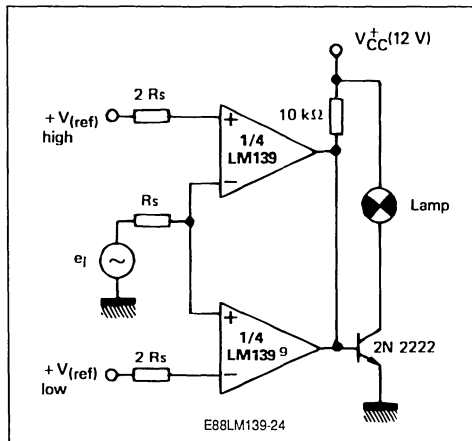 V+CC (12 V)
2 Rs
+ V(ref)
high
10 kΩ
+
1/4
LM139
−
Rs
Lamp
eI
+
1/4
LM139 9
−
2N 2222
2 Rs
+ V(ref)
low
E88LM139-24